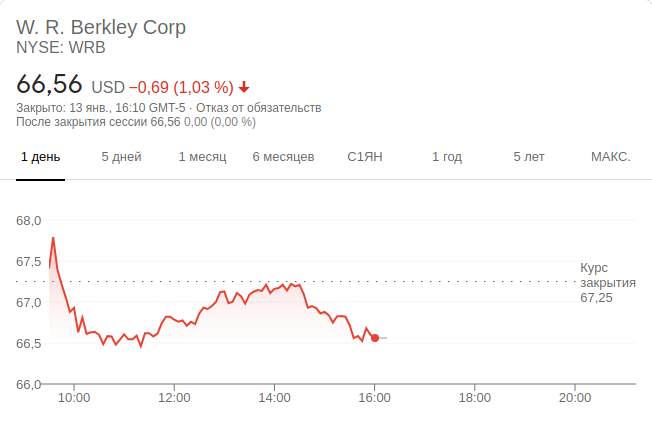 W. R. Berkley Corp
NYSE: WRB
66,56 USD −0,69 (1,03 %)
Закрыто: 13 янв., 16:10 GMT-5 · Отказ от обязательств
После закрытия сессии 66,56 0,00 (0,00 %)
1 день 5 дней 1 месяц 6 месяцев С1ЯН 1 год 5 лет МАКС.
68,0
67,5
67,0
66,5
66,0
Курс
закрытия
67,25
10:00 12:00 14:00 16:00 18:00 20:00